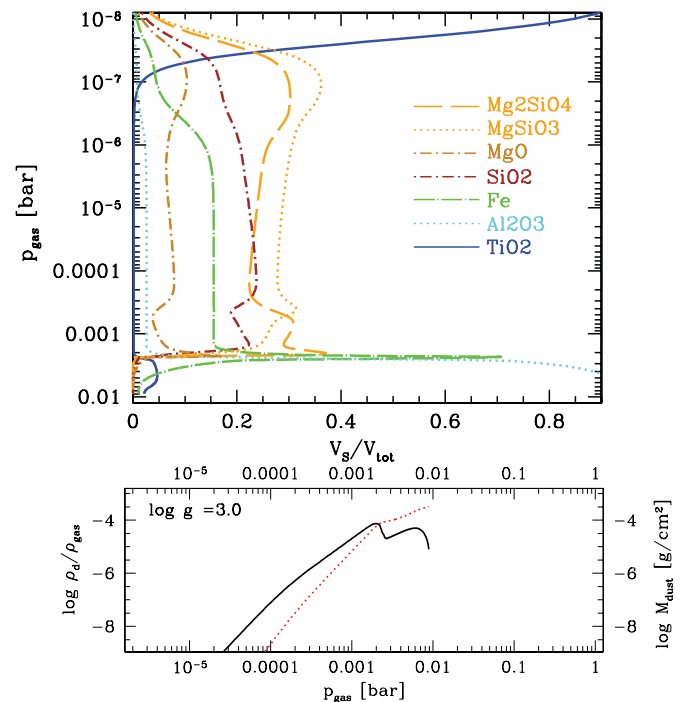 10⁻⁸
10⁻⁷
10⁻⁶
10⁻⁵
0.0001
0.001
0.01
p_gas [bar]
Mg2SiO4
MgSiO3
MgO
SiO2
Fe
Al2O3
TiO2
0 0.2 0.4 0.6 0.8
V_S/V_tot
10⁻⁵ 0.0001 0.001 0.01 0.1 1
log g =3.0
−4 −4
−6 −6
−8 −8
log ρ_d/ρ_gas
log M_dust [g/cm²]
10⁻⁵ 0.0001 0.001 0.01 0.1 1
p_gas [bar]